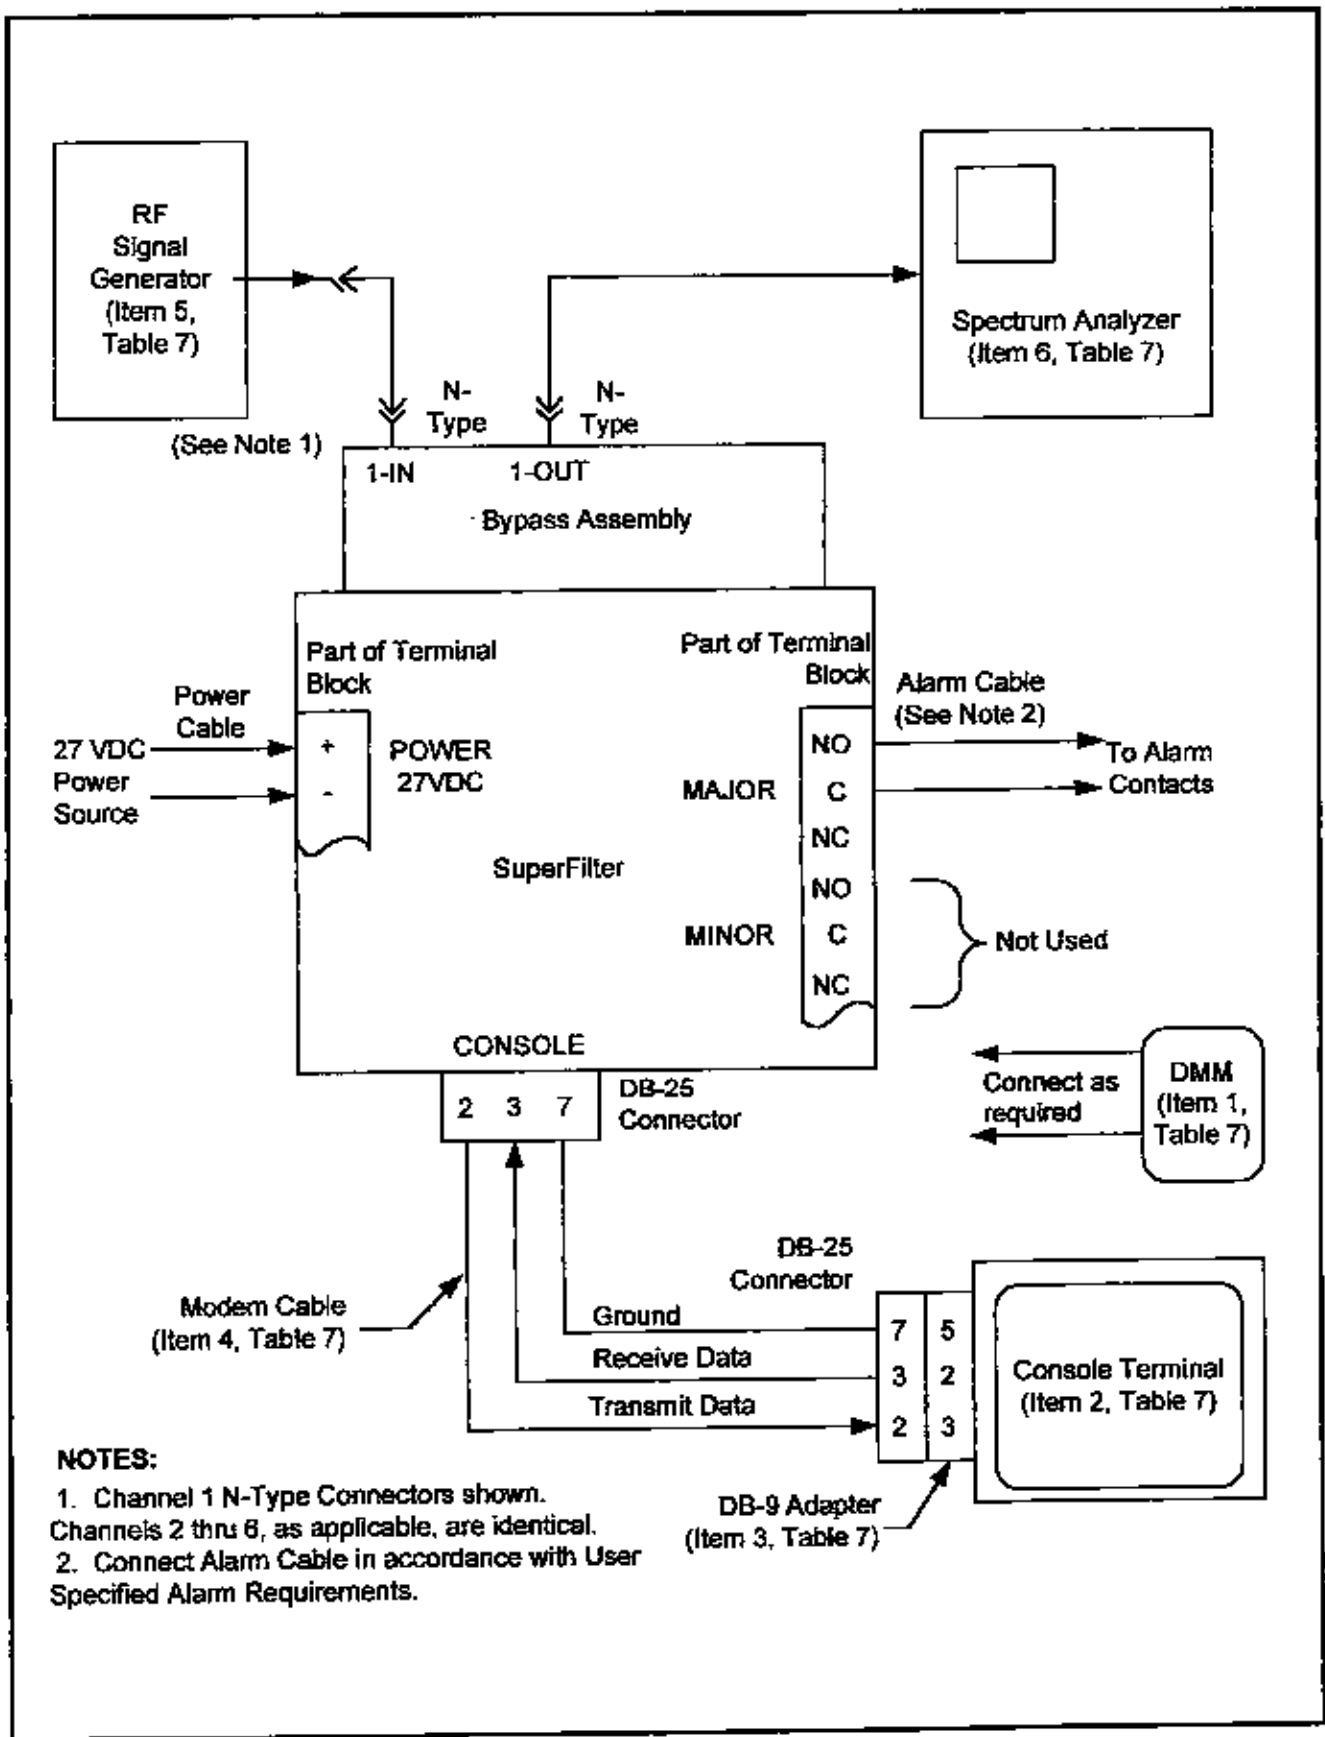 RF
Signal
Generator
(Item 5,
Table 7)
Spectrum Analyzer
(Item 6, Table 7)
(See Note 1)
N-
Type
N-
Type
1-IN
1-OUT
Bypass Assembly
Part of Terminal
Block
Part of Terminal
Block
Power
Cable
27 VDC
Power
Source
+
-
POWER
27VDC
Alarm Cable
(See Note 2)
To Alarm
Contacts
MAJOR
NO
C
NC
SuperFilter
MINOR
NO
C
NC
Not Used
CONSOLE
2 3 7
DB-25
Connector
Connect as
required
DMM
(Item 1,
Table 7)
DB-25
Connector
Modem Cable
(Item 4, Table 7)
Ground
Receive Data
Transmit Data
7 5
3 2
2 3
Console Terminal
(Item 2, Table 7)
DB-9 Adapter
(Item 3, Table 7)
NOTES:
1. Channel 1 N-Type Connectors shown.
Channels 2 thru 6, as applicable, are identical.
2. Connect Alarm Cable in accordance with User
Specified Alarm Requirements.